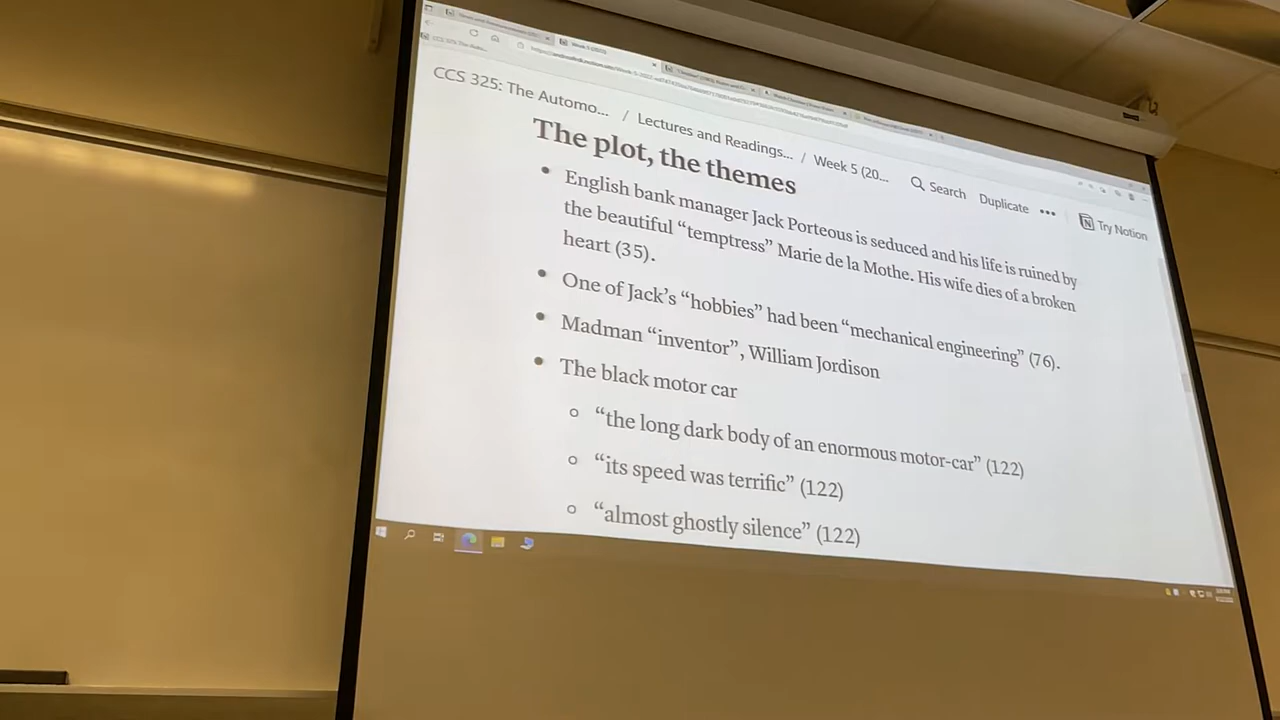 CCS 325: The Automo... / Lectures and Readings... / Week 5 (20...
Search Duplicate ••• Try Notion
The plot, the themes
• English bank manager Jack Porteous is seduced and his life is ruined by
the beautiful “temptress” Marie de la Mothe. His wife dies of a broken
heart (35).
• One of Jack’s “hobbies” had been “mechanical engineering” (76).
• Madman “inventor”, William Jordison
• The black motor car
○ “the long dark body of an enormous motor-car” (122)
○ “its speed was terrific” (122)
○ “almost ghostly silence” (122)